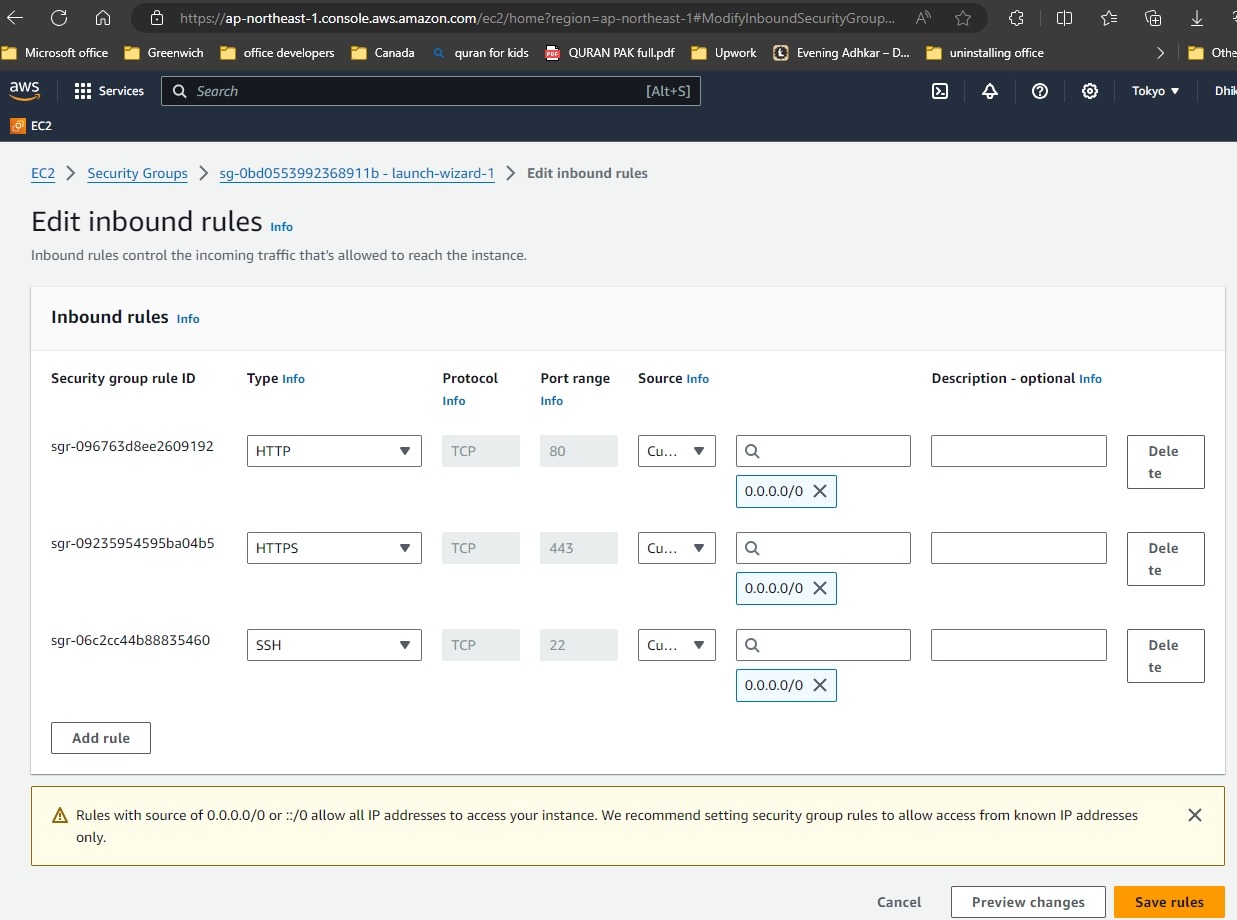 https://ap-northeast-1.console.aws.amazon.com/ec2/home?region=ap-northeast-1#ModifyInboundSecurityGroup...
Microsoft office Greenwich office developers Canada quran for kids QURAN PAK full.pdf Upwork Evening Adhkar – D... uninstalling office Othe
aws Services Search [Alt+S] Tokyo Dhik
EC2
EC2 Security Groups sg-0bd0553992368911b - launch-wizard-1 Edit inbound rules
Edit inbound rules Info
Inbound rules control the incoming traffic that's allowed to reach the instance.
Inbound rules Info
Security group rule ID Type Info Protocol Info Port range Info Source Info Description - optional Info
sgr-096763d8ee2609192 HTTP TCP 80 Cu... Dele
0.0.0.0/0 te
sgr-09235954595ba04b5 HTTPS TCP 443 Cu... Dele
0.0.0.0/0 te
sgr-06c2cc44b88835460 SSH TCP 22 Cu... Dele
0.0.0.0/0 te
Add rule
Rules with source of 0.0.0.0/0 or ::/0 allow all IP addresses to access your instance. We recommend setting security group rules to allow access from known IP addresses
only.
Cancel Preview changes Save rules